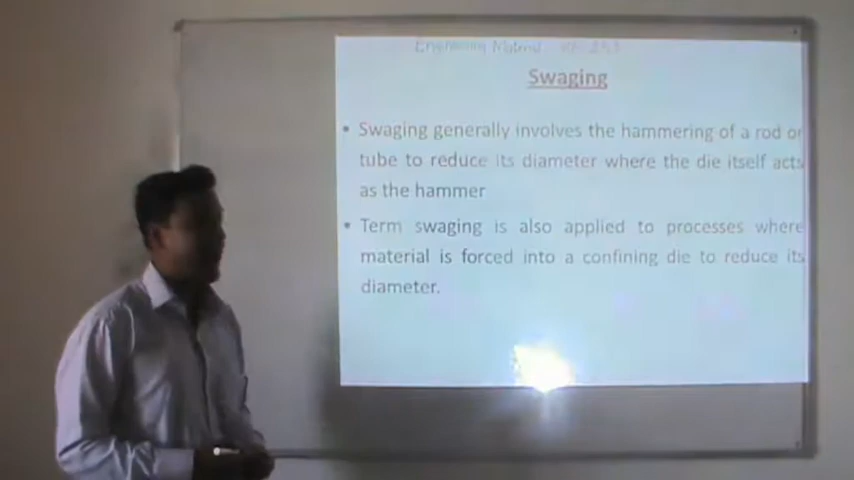 Swaging
• Swaging generally involves the hammering of a rod or
tube to reduce its diameter where the die itself acts
as the hammer
• Term swaging is also applied to processes where
material is forced into a confining die to reduce its
diameter.